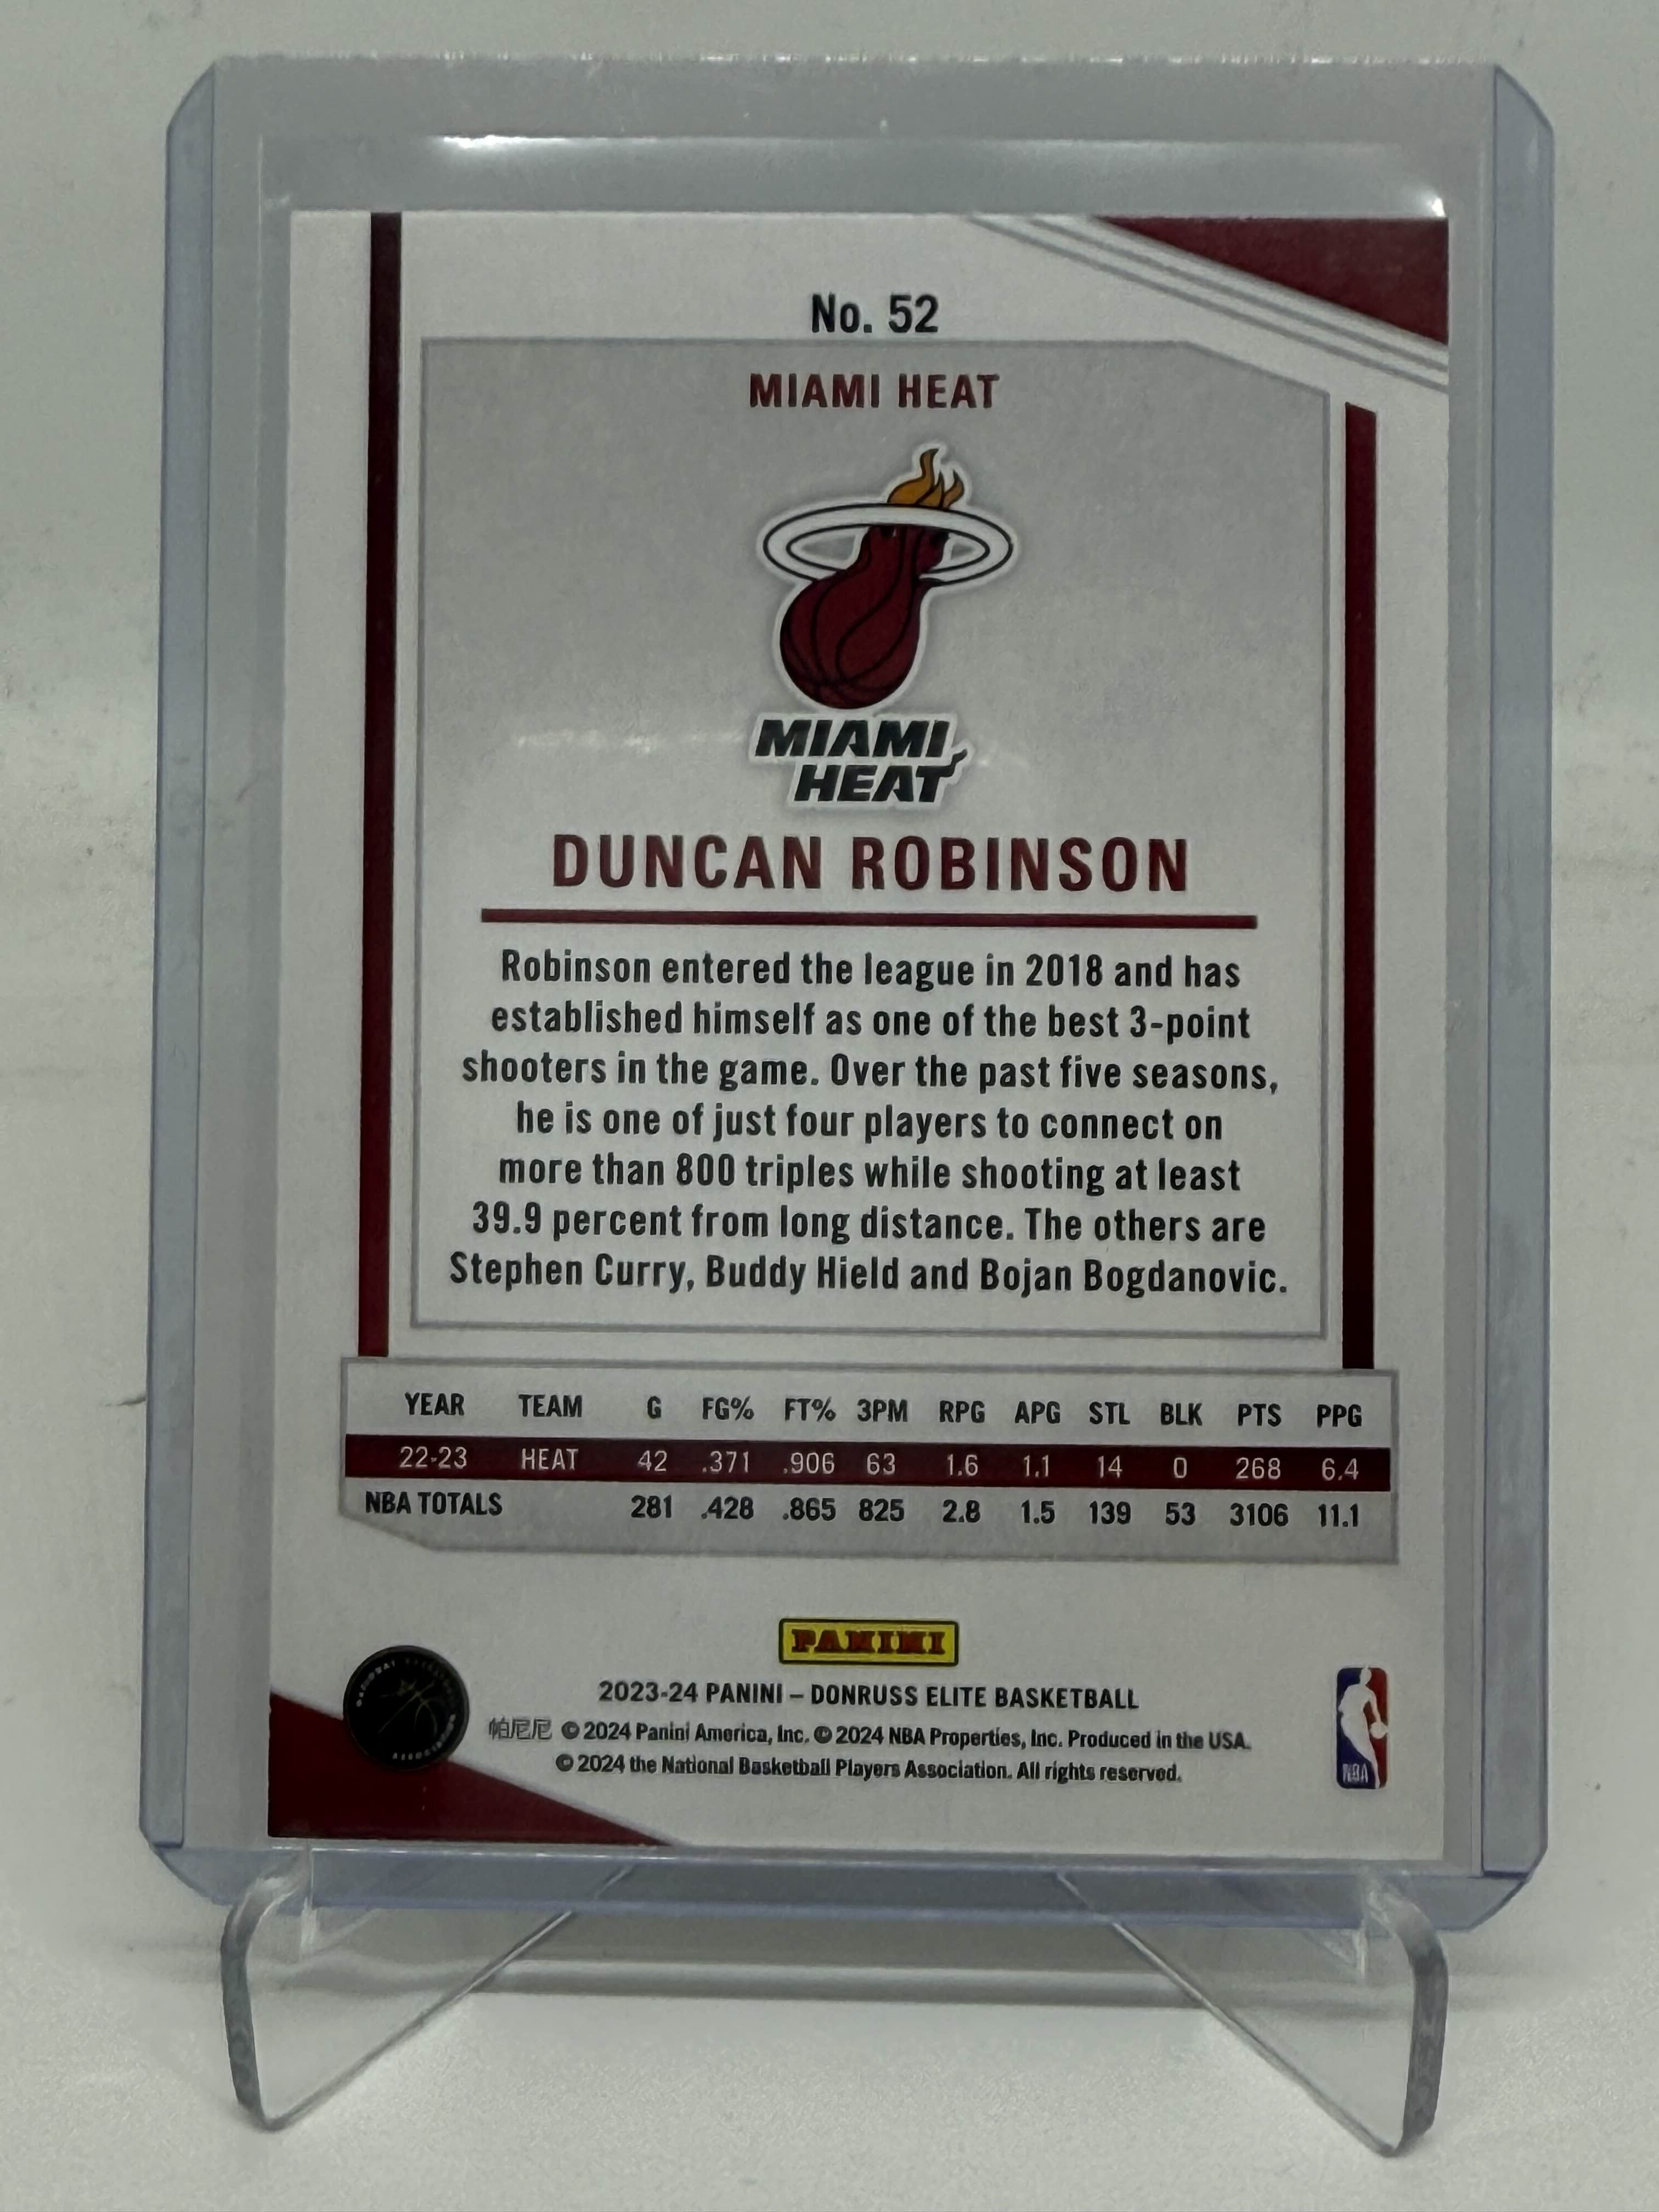 No. 52
MIAMI HEAT
MIAMI
HEAT
DUNCAN ROBINSON
Robinson entered the league in 2018 and has
established himself as one of the best 3-point
shooters in the game. Over the past five seasons,
he is one of just four players to connect on
more than 800 triples while shooting at least
39.9 percent from long distance. The others are
Stephen Curry, Buddy Hield and Bojan Bogdanovic.
YEAR TEAM G FG% FT% 3PM RPG APG STL BLK PTS PPG
22-23 HEAT 42 .371 .906 63 1.6 1.1 14 0 268 6.4
NBA TOTALS 281 .428 .865 825 2.8 1.5 139 53 3106 11.1
PANINI
2023-24 PANINI – DONRUSS ELITE BASKETBALL
帕尼尼 © 2024 Panini America, Inc. © 2024 NBA Properties, Inc. Produced in the USA.
© 2024 the National Basketball Players Association. All rights reserved.
NBA